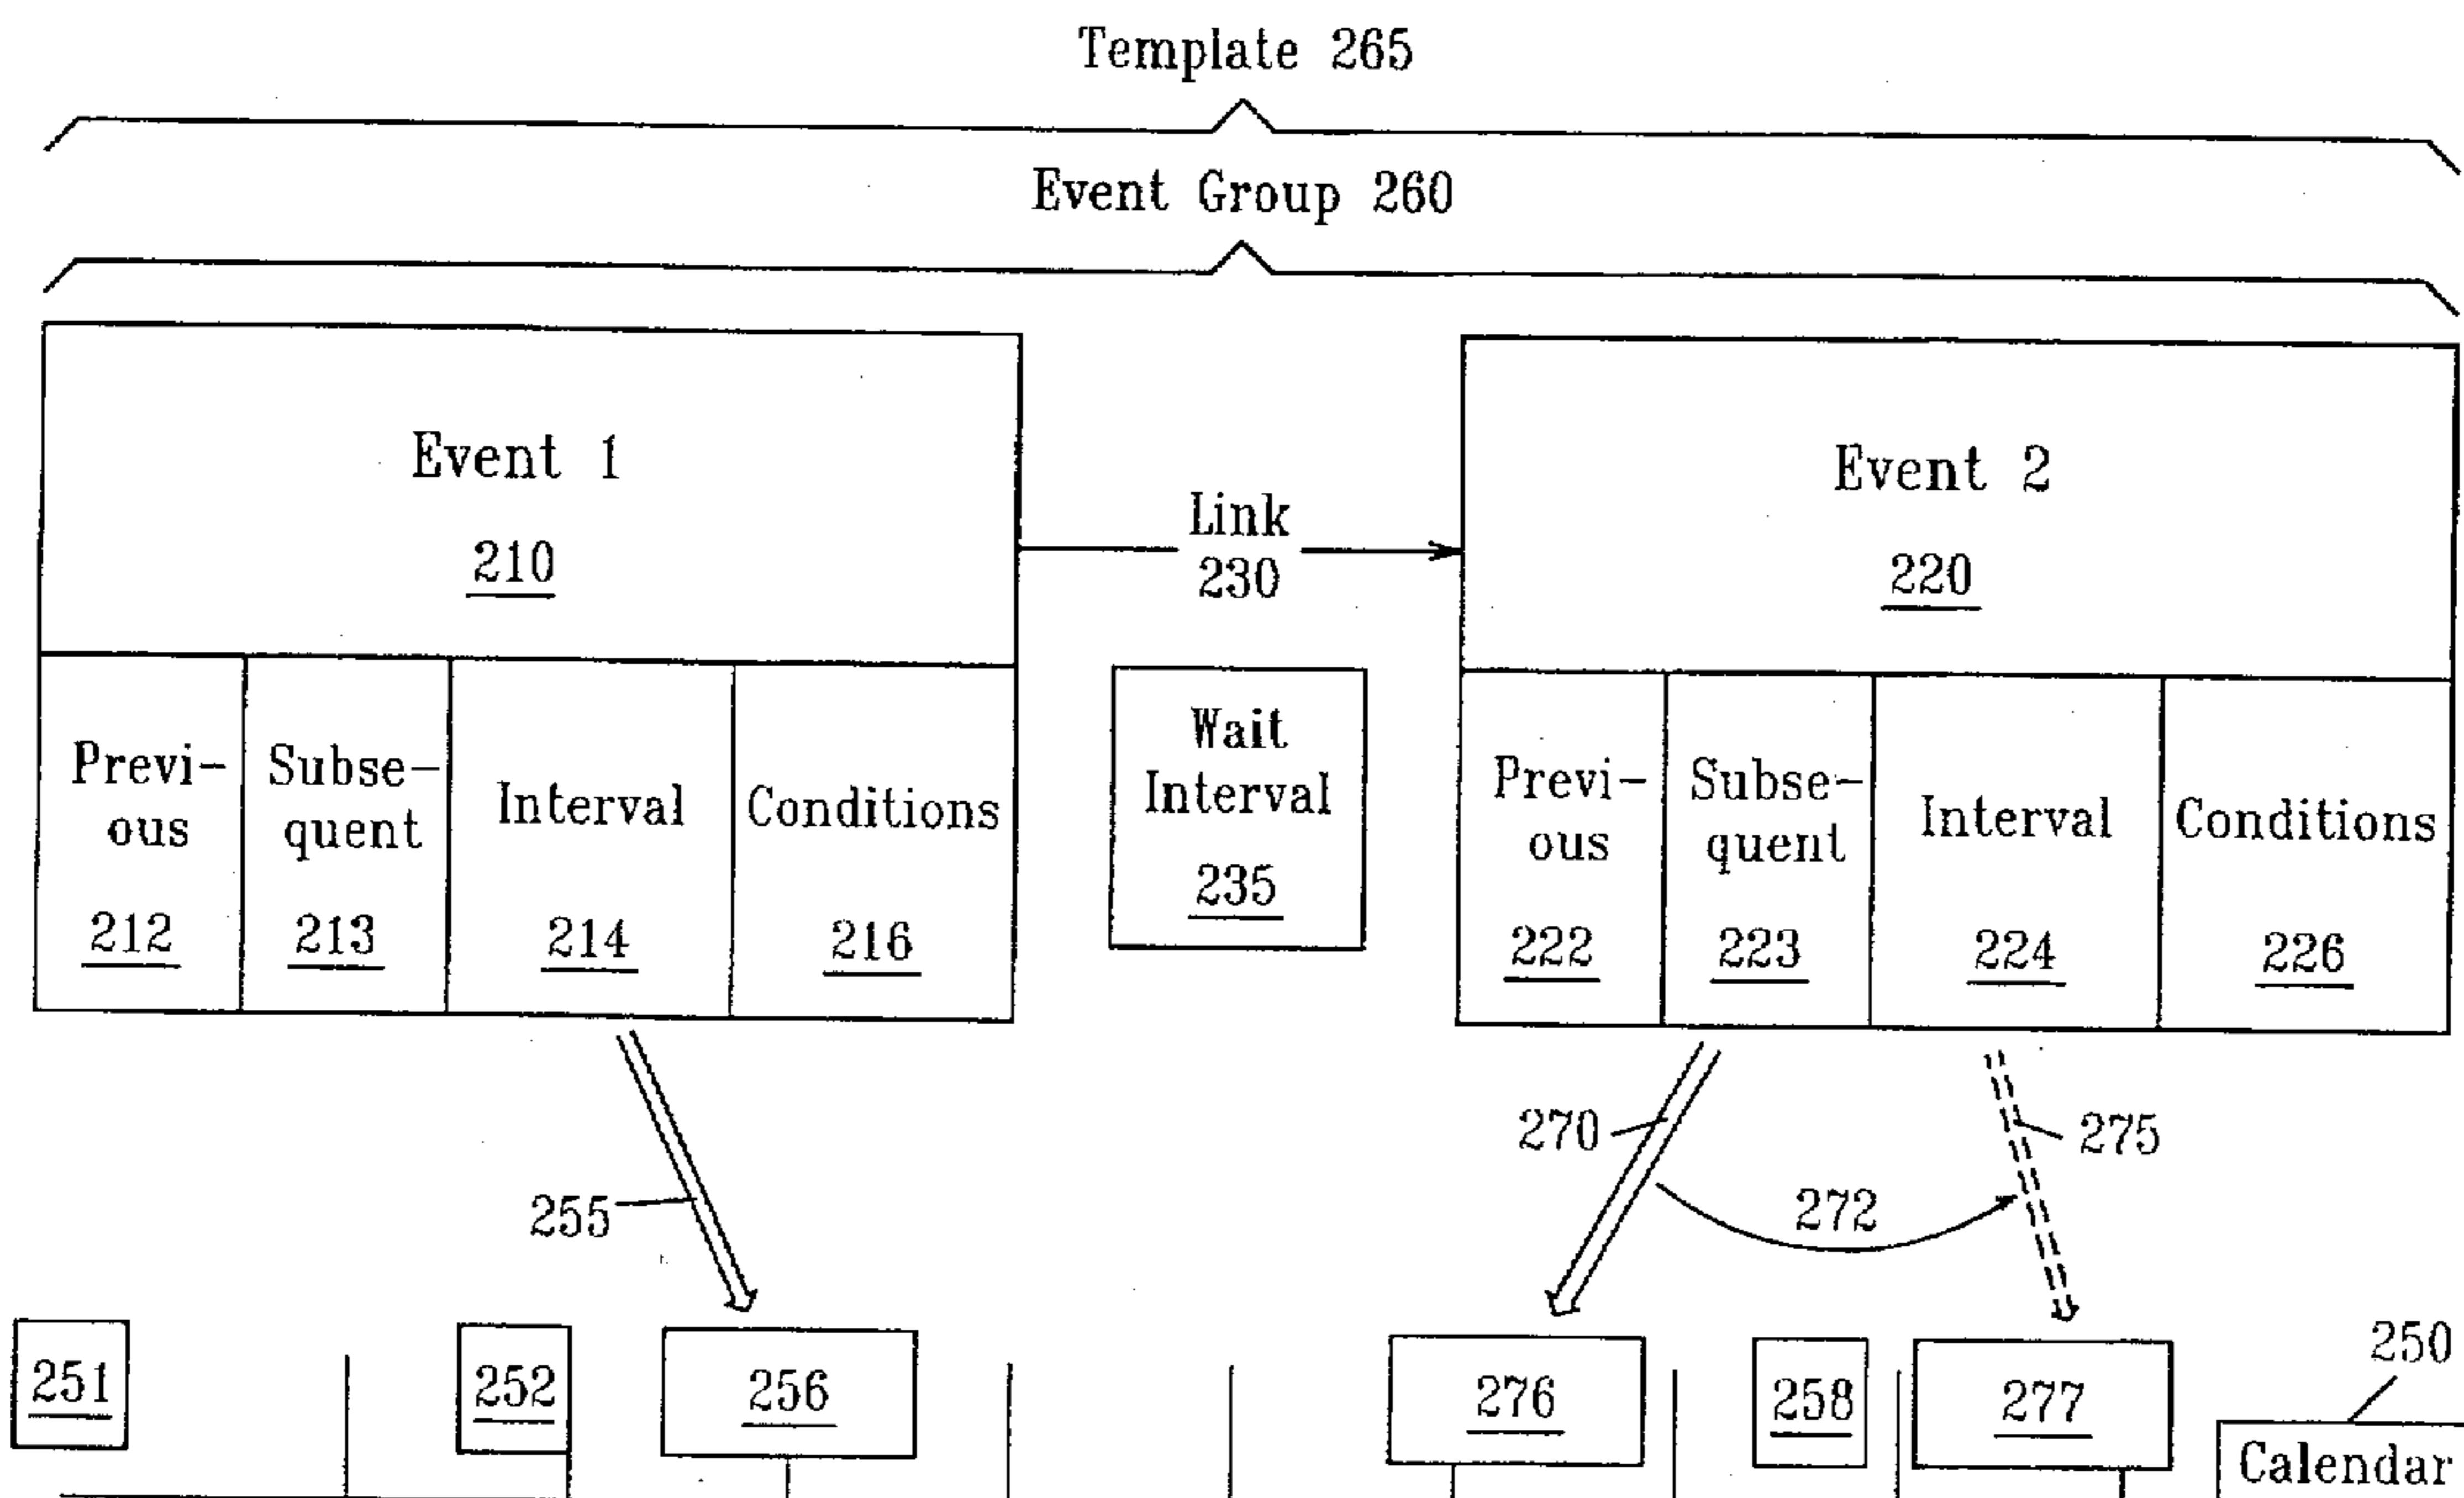 Template 265
Event Group 260
Event 1
210
Link
230
Event 2
220
Previ-
ous
212
Subse-
quent
213
Interval
214
Conditions
216
Wait
Interval
235
Previ-
ous
222
Subse-
quent
223
Interval
224
Conditions
226
255
270
272
275
251
252
256
276
258
277
250
Calendar